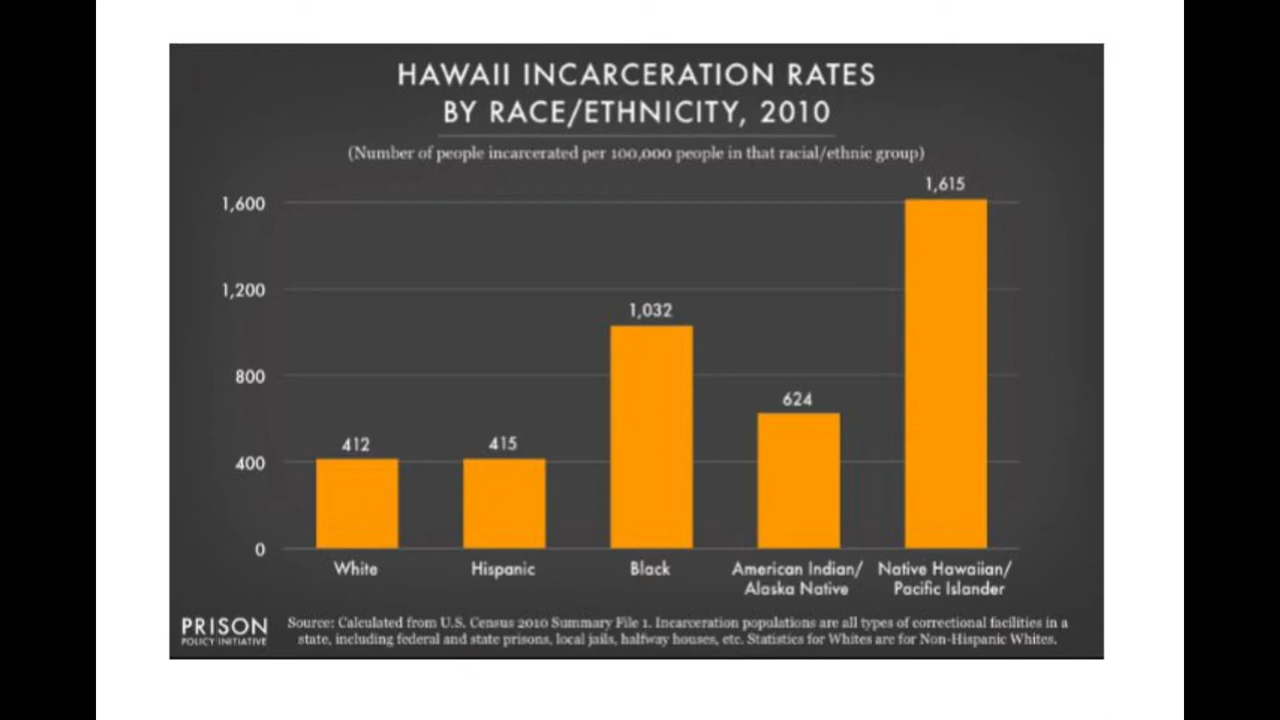 HAWAII INCARCERATION RATES
BY RACE/ETHNICITY, 2010
(Number of people incarcerated per 100,000 people in that racial/ethnic group)
1,600
1,200
800
400
0
412
415
1,032
624
1,615
White
Hispanic
Black
American Indian/
Alaska Native
Native Hawaiian/
Pacific Islander
PRISON
POLICY INITIATIVE
Source: Calculated from U.S. Census 2010 Summary File 1. Incarceration populations are all types of correctional facilities in a
state, including federal and state prisons, local jails, halfway houses, etc. Statistics for Whites are for Non-Hispanic Whites.